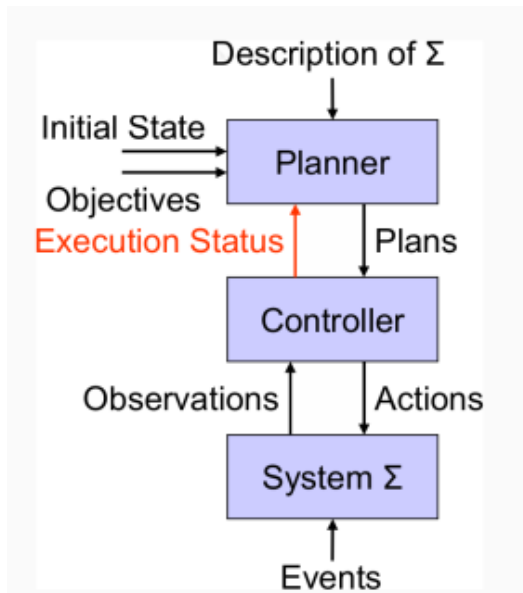 Description of Σ
Initial State
Planner
Objectives
Execution Status
Plans
Controller
Observations
Actions
System Σ
Events